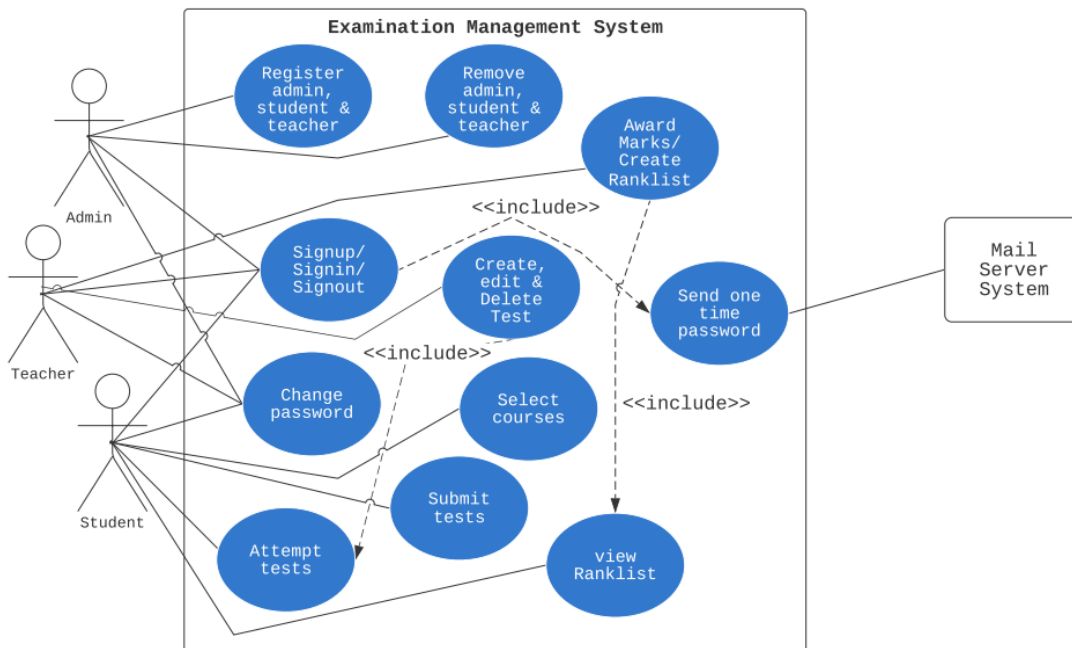 Examination Management System
Register
admin,
student &
teacher
Remove
admin,
student &
teacher
Award
Marks/
Create
Ranklist
Admin
<<include>>
Signup/
Signin/
Signout
Create,
edit &
Delete
Test
Send one
time
password
Mail
Server
System
<<include>>
Teacher
Change
password
Select
courses
<<include>>
Submit
tests
Student
Attempt
tests
view
Ranklist